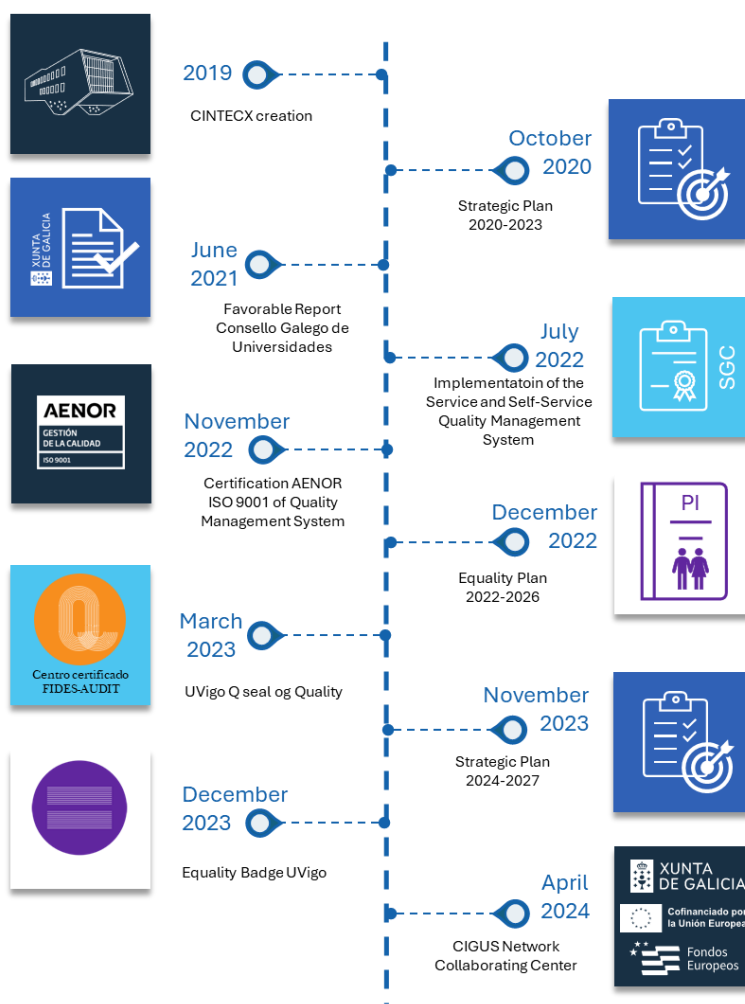 2019
CINTECX creation
October
2020
Strategic Plan
2020-2023
XUNTA
DE GALICIA
June
2021
Favorable Report
Consello Galego de
Universidades
July
2022
Implementatoin of the
Service and Self-Service
Quality Management
System
SGC
AENOR
GESTIÓN
DE LA CALIDAD
ISO 9001
November
2022
Certification AENOR
ISO 9001 of Quality
Management System
December
2022
Equality Plan
2022-2026
PI
Centro certificado
FIDES-AUDIT
March
2023
UVigo Q seal og Quality
November
2023
Strategic Plan
2024-2027
December
2023
Equality Badge UVigo
April
2024
CIGUS Network
Collaborating Center
XUNTA
DE GALICIA
Cofinanciado por
la Unión Europea
Fondos
Europeos